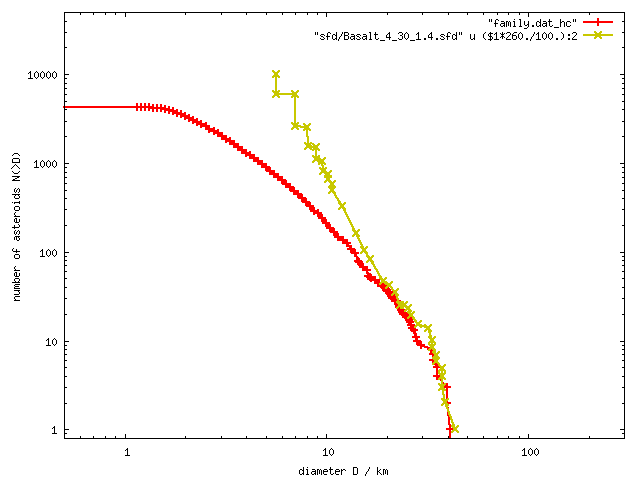 "family.dat_hc"
"sfd/Basalt_4_30_1.4.sfd" u ($1*260./100.):2
10000
1000
100
10
1
number of asteroids N(>D)
1 10 100
diameter D / km